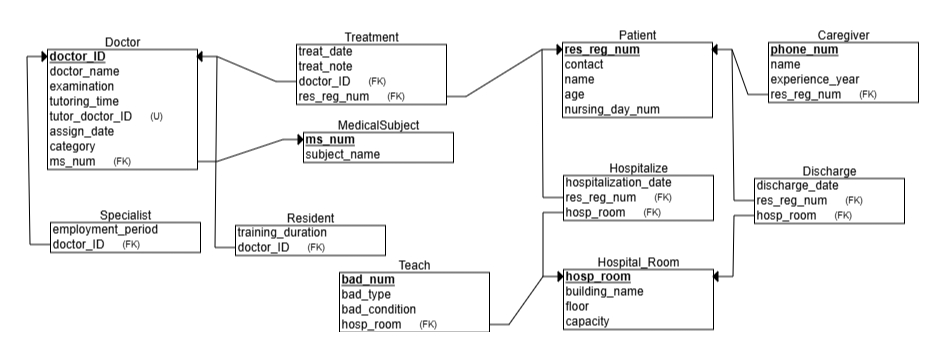 Doctor
doctor_ID
doctor_name
examination
tutoring_time
tutor_doctor_ID (U)
assign_date
category
ms_num (FK)
Treatment
treat_date
treat_note
doctor_ID (FK)
res_reg_num (FK)
Patient
res_reg_num
contact
name
age
nursing_day_num
Caregiver
phone_num
name
experience_year
res_reg_num (FK)
MedicalSubject
ms_num
subject_name
Hospitalize
hospitalization_date
res_reg_num (FK)
hosp_room (FK)
Discharge
discharge_date
res_reg_num (FK)
hosp_room (FK)
Specialist
employment_period
doctor_ID (FK)
Resident
training_duration
doctor_ID (FK)
Teach
bad_num
bad_type
bad_condition
hosp_room (FK)
Hospital_Room
hosp_room
building_name
floor
capacity